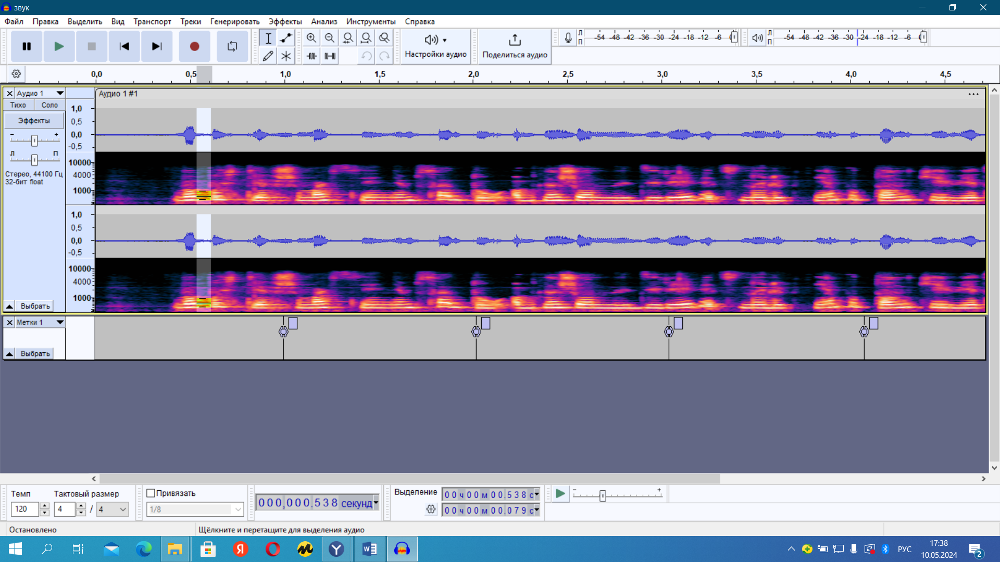 звук
Файл Правка Выделить Вид Транспорт Треки Генерировать Эффекты Анализ Инструменты Справка
Настройки аудио
Поделиться аудио
Л
П
-54 -48 -42 -36 -30 -24 -18 -12 -6 0
Л
П
-54 -48 -42 -36 -30 -24 -18 -12 -6 0
0,0 0,5 1,0 1,5 2,0 2,5 3,0 3,5 4,0 4,5
Аудио 1
Тихо Соло
Эффекты
- +
Л П
Стерео, 44100 Гц
32-бит float
Выбрать
Аудио 1 #1
1,0
0,5
0,0
-0,5
10000
4000
1000
1,0
0,5
0,0
-0,5
10000
4000
1000
Метки 1
Выбрать
Темп
120
Тактовый размер
4 / 4
Привязать
1/8
000,000.538 секунд
Выделение
00 ч 00 м 00.538 с
00 ч 00 м 00.079 с
- +
Остановлено
Щёлкните и перетащите для выделения аудио
РУС
17:38
10.05.2024
2